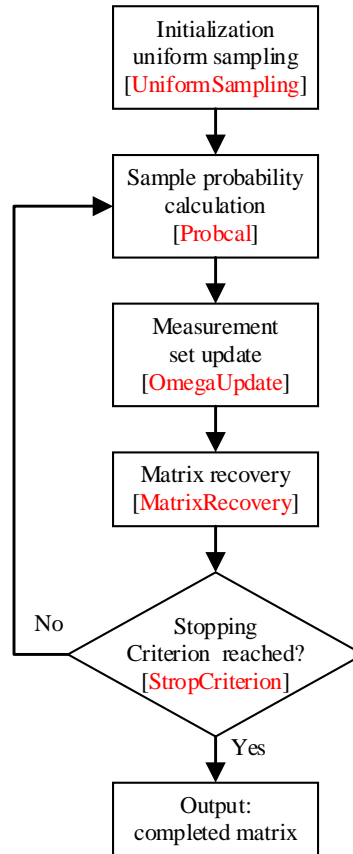 Initialization
uniform sampling
[UniformSampling]
Sample probability
calculation
[Probcal]
Measurement
set update
[OmegaUpdate]
Matrix recovery
[MatrixRecovery]
No
Stopping
Criterion reached?
[StropCriterion]
Yes
Output:
completed matrix